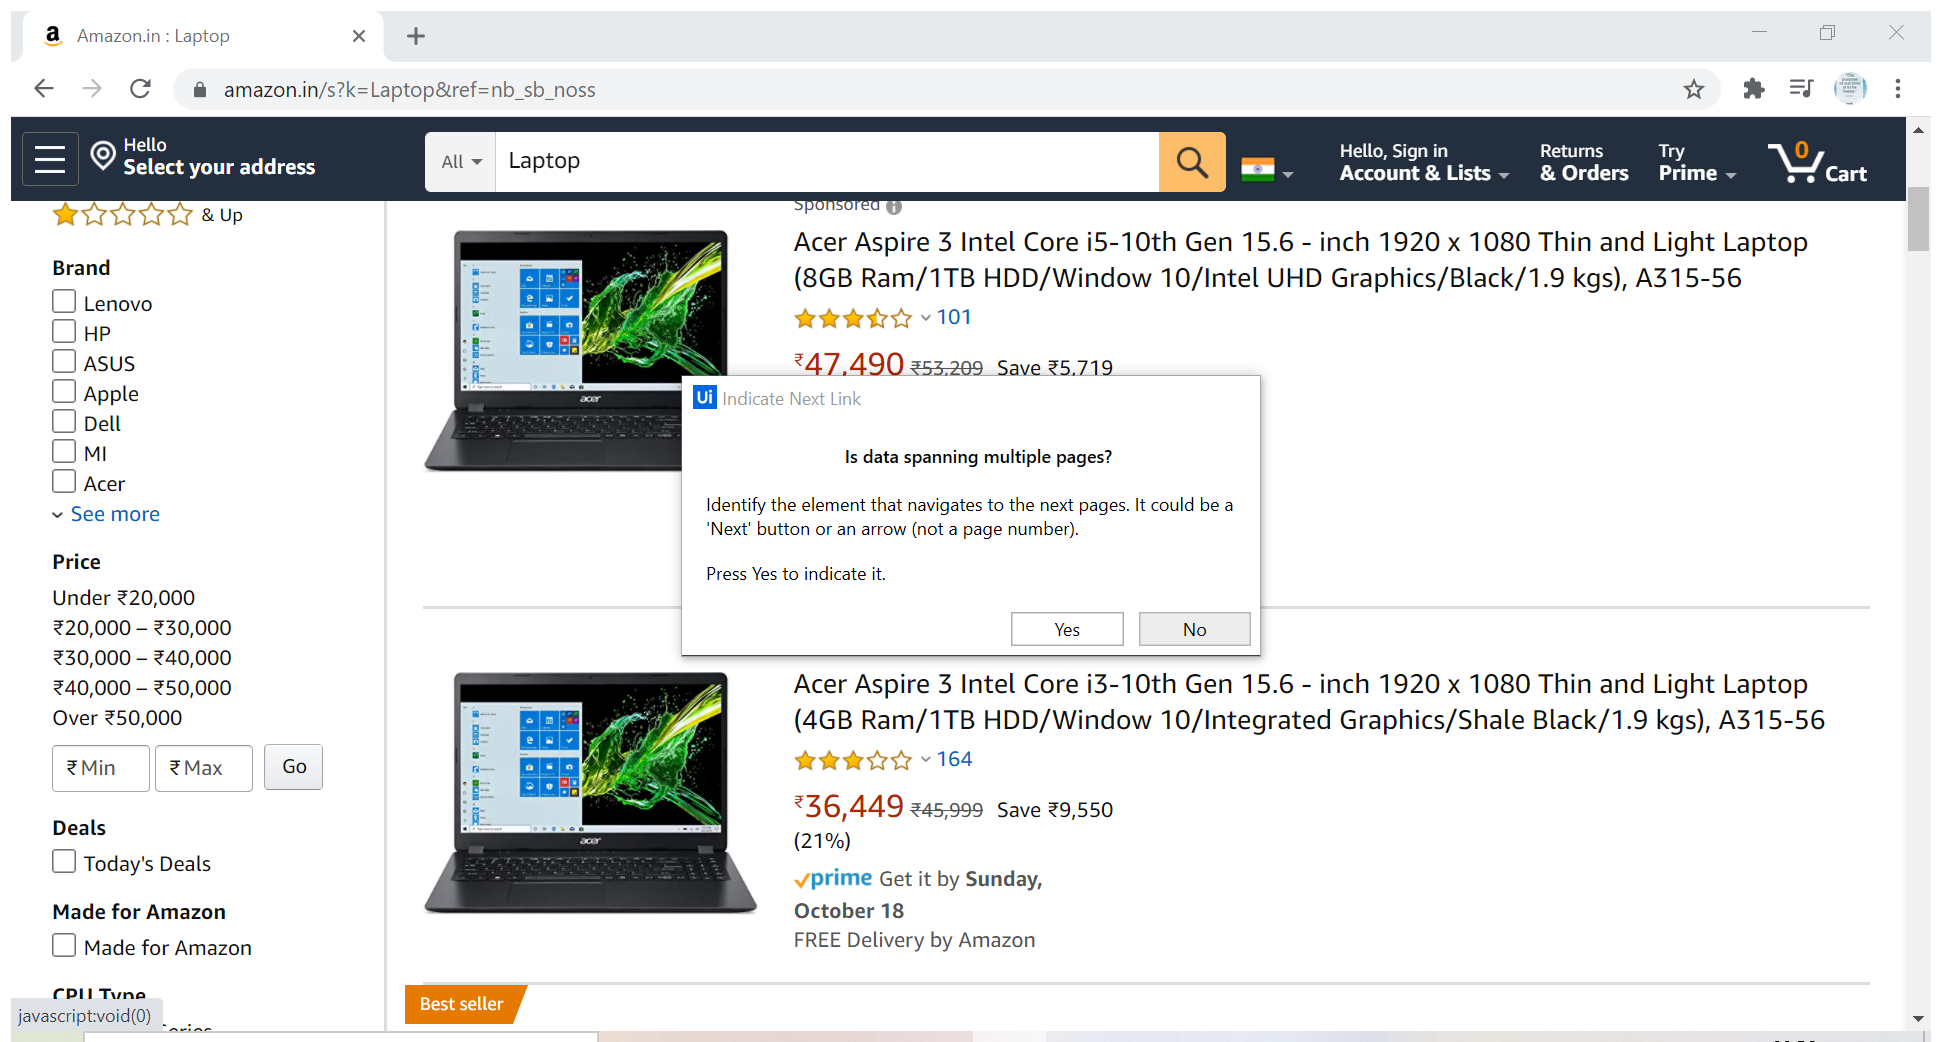 Amazon.in : Laptop
amazon.in/s?k=Laptop&ref=nb_sb_noss
Hello
Select your address
All
Laptop
Hello, Sign in
Account & Lists
Returns
& Orders
Try
Prime
0
Cart
& Up
Brand
Lenovo
HP
ASUS
Apple
Dell
MI
Acer
See more
Price
Under ₹20,000
₹20,000 – ₹30,000
₹30,000 – ₹40,000
₹40,000 – ₹50,000
Over ₹50,000
₹ Min
₹ Max
Go
Deals
Today's Deals
Made for Amazon
Made for Amazon
CPU Type
javascript:void(0)
Sponsored
Acer Aspire 3 Intel Core i5-10th Gen 15.6 - inch 1920 x 1080 Thin and Light Laptop
(8GB Ram/1TB HDD/Window 10/Intel UHD Graphics/Black/1.9 kgs), A315-56
101
₹47,490 ₹53,209 Save ₹5,719
acer
Ui Indicate Next Link
Is data spanning multiple pages?
Identify the element that navigates to the next pages. It could be a
'Next' button or an arrow (not a page number).
Press Yes to indicate it.
Yes
No
Acer Aspire 3 Intel Core i3-10th Gen 15.6 - inch 1920 x 1080 Thin and Light Laptop
(4GB Ram/1TB HDD/Window 10/Integrated Graphics/Shale Black/1.9 kgs), A315-56
164
₹36,449 ₹45,999 Save ₹9,550
(21%)
prime Get it by Sunday,
October 18
FREE Delivery by Amazon
acer
Best seller